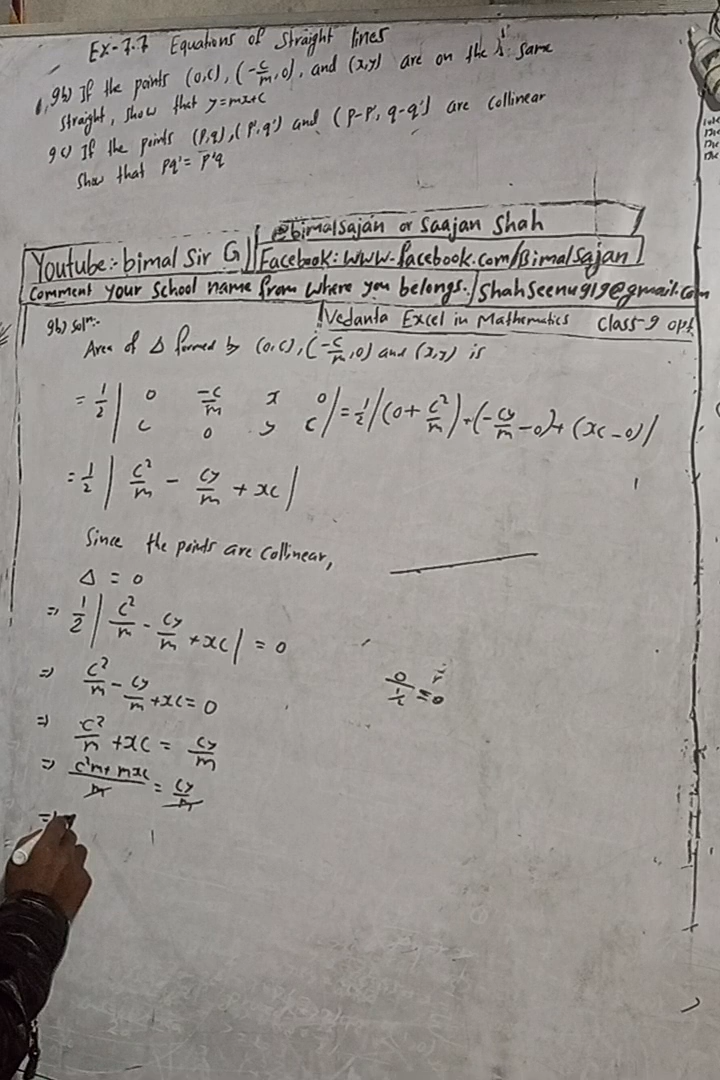 Ex-7.7 Equations of Straight lines
9b) If the points (0,c), (-c/m, 0), and (x,y) are on the same
straight, show that y=mx+c
9c) If the points (p,q), (p',q') and (p-p', q-q') are collinear
show that pq' = p'q
@bimalsajan or Saajan Shah
Youtube:- bimal Sir G
Facebook: www.facebook.com/Bimalsajan
Comment your School name from where you belongs.
shahseenu919@gmail.com
Vedanta Excel in Mathematics Class-9 opt
9b) Soln:-
Area of Δ formed by (0,c), (-c/m, 0) and (x,y) is
= 1/2 | 0 -c/m x 0
c 0 y c | = 1/2 |(0 + c²/m) + (-cy/m - 0) + (xc - 0)|
= 1/2 | c²/m - cy/m + xc |
Since the points are collinear,
Δ = 0
⇒ 1/2 | c²/m - cy/m + xc | = 0
⇒ c²/m - cy/m + xc = 0
⇒ c²/m + xc = cy/m
⇒ (c²m + mxc)/m = cy/m
=